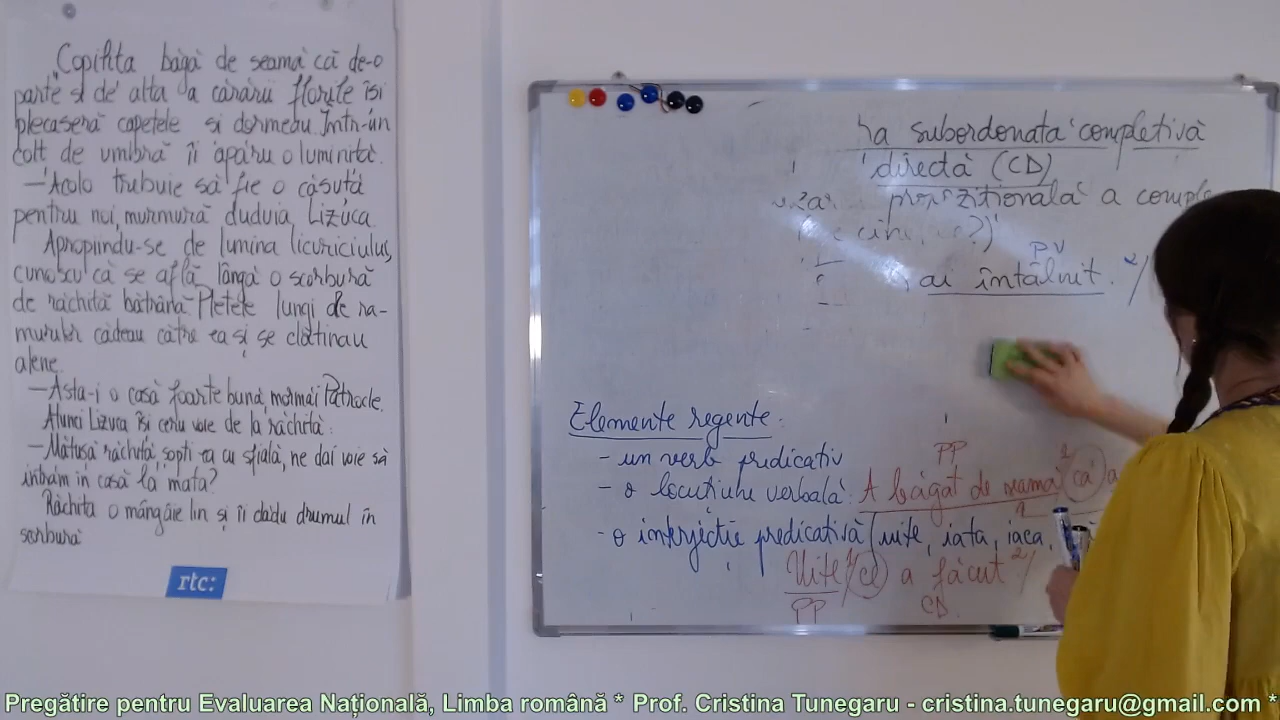 Copilita băgă de seamă că de-o
parte și de alta a cărării florile își
plecaseră capetele și dormeau. Într-un
colț de umbră îi apăru o luminiță.
—Acolo trebuie să fie o căsuță
pentru noi, murmură duduia Lizuca.
Apropiindu-se de lumina licuriciului,
cunoscu că se află lângă o scorbură
de răchită bătrână. Pletele lungi de ra-
murilor cădeau către ea și se clătinau
alene.
—Asta-i o casă foarte bună, mormăi Patrocle.
Atunci Lizuca își ceru voie de la răchită:
—Mătușă răchită, șopti ea cu sfială, ne dai voie să
intrăm în casă la mata?
Răchita o mângâie lin și îi dădu drumul în
scorbură
rtc:
subordonata completivă
directă (CD)
propozițională a comple
PV
ai întâlnit. 2/
Elemente regente:
- un verb predicativ
- o locuțiune verbală: A băgat de seamă că a
PP
- o interjecție predicativă (uite, iată, iaca,
Uite 1/ ce a făcut 2/
PP CD
Pregătire pentru Evaluarea Națională, Limba română * Prof. Cristina Tunegaru - cristina.tunegaru@gmail.com *